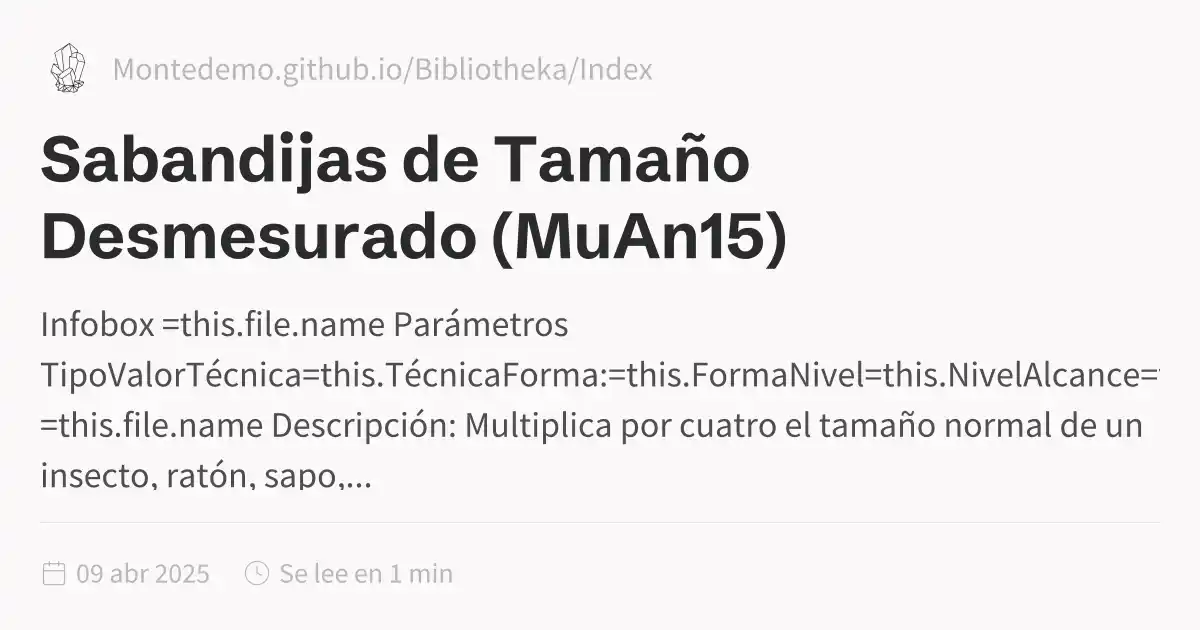 Montedemo.github.io/Bibliotheka/Index
Sabandijas de Tamaño
Desmesurado (MuAn15)
Infobox =this.file.name Parámetros
TipoValorTécnica=this.TécnicaForma:=this.FormaNivel=this.NivelAlcance=
=this.file.name Descripción: Multiplica por cuatro el tamaño normal de un
insecto, ratón, sapo,...
09 abr 2025 Se lee en 1 min